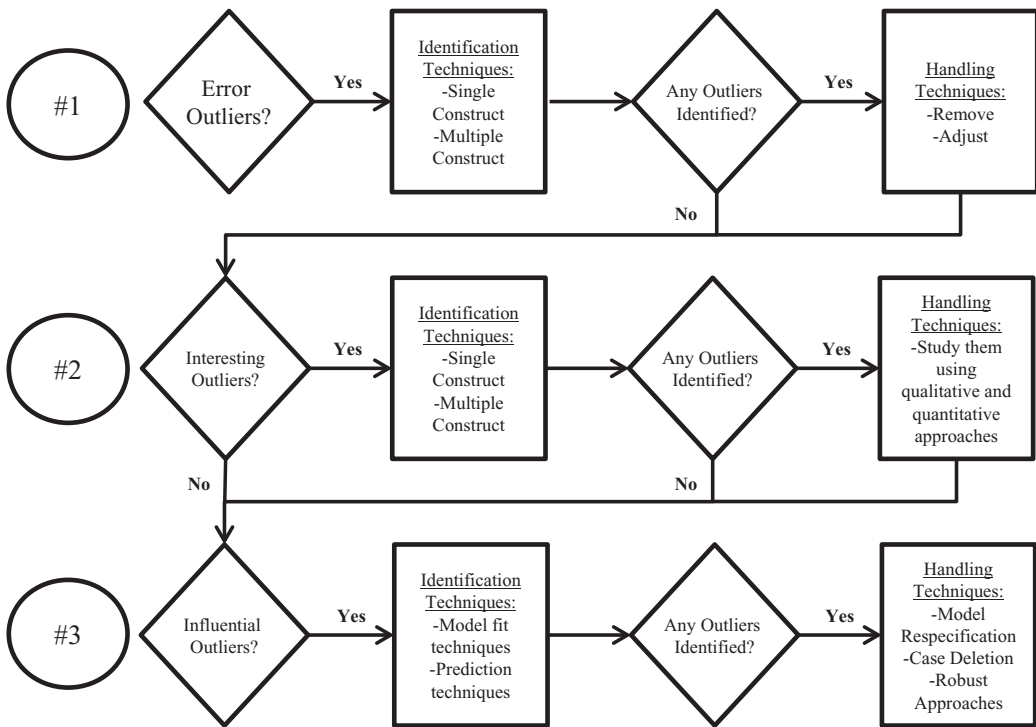 #1
Error
Outliers?
Yes
Identification
Techniques:
-Single
Construct
-Multiple
Construct
Any Outliers
Identified?
Yes
Handling
Techniques:
-Remove
-Adjust
No
#2
Interesting
Outliers?
Yes
Identification
Techniques:
-Single
Construct
-Multiple
Construct
Any Outliers
Identified?
Yes
Handling
Techniques:
-Study them
using
qualitative and
quantitative
approaches
No
No
#3
Influential
Outliers?
Yes
Identification
Techniques:
-Model fit
techniques
-Prediction
techniques
Any Outliers
Identified?
Yes
Handling
Techniques:
-Model
Respecification
-Case Deletion
-Robust
Approaches